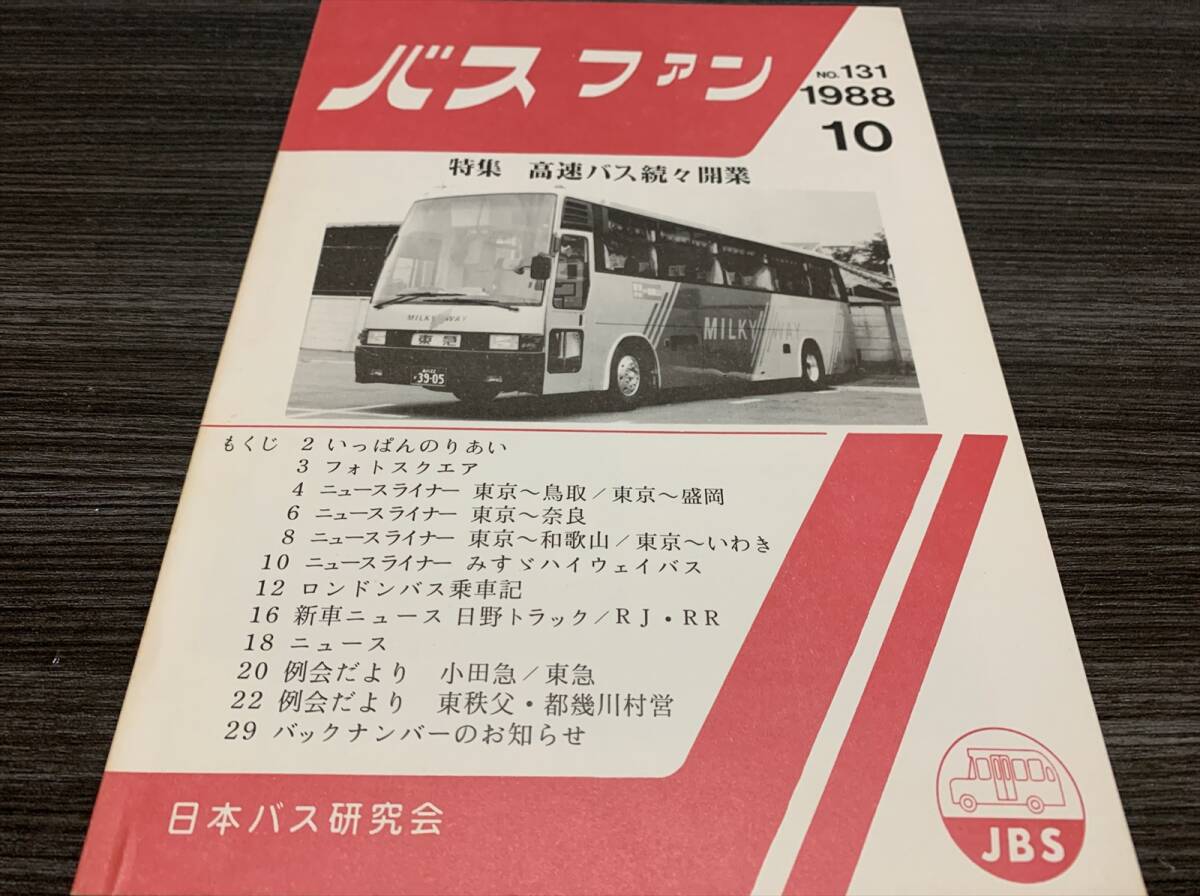 バスファン
NO.131
1988
10
特集 高速バス続々開業
MILKY WAY
東急
39-05
MILKY WAY
もくじ 2 いっぱんのりあい
3 フォトスクエア
4 ニュースライナー 東京〜鳥取/東京〜盛岡
6 ニュースライナー 東京〜奈良
8 ニュースライナー 東京〜和歌山/東京〜いわき
10 ニュースライナー みすゞハイウェイバス
12 ロンドンバス乗車記
16 新車ニュース 日野トラック/RJ・RR
18 ニュース
20 例会だより 小田急/東急
22 例会だより 東秩父・都幾川村営
29 バックナンバーのお知らせ
日本バス研究会
JBS